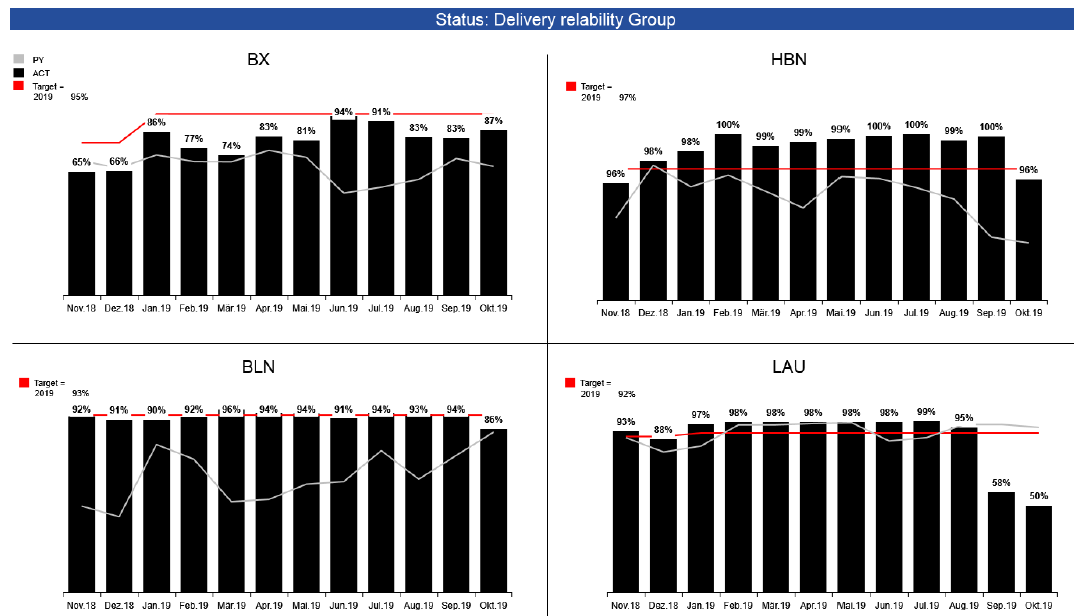 Status: Delivery relability Group
BX
PY
ACT
Target =
2019 95%
65% 66% 86% 77% 74% 83% 81% 94% 91% 83% 83% 87%
Nov.18 Dez.18 Jan.19 Feb.19 Mär.19 Apr.19 Mai.19 Jun.19 Jul.19 Aug.19 Sep.19 Okt.19
HBN
Target =
2019 97%
96% 98% 98% 100% 99% 99% 99% 100% 100% 99% 100% 96%
Nov.18 Dez.18 Jan.19 Feb.19 Mär.19 Apr.19 Mai.19 Jun.19 Jul.19 Aug.19 Sep.19 Okt.19
BLN
Target =
2019 93%
92% 91% 90% 92% 96% 94% 94% 91% 94% 93% 94% 86%
Nov.18 Dez.18 Jan.19 Feb.19 Mär.19 Apr.19 Mai.19 Jun.19 Jul.19 Aug.19 Sep.19 Okt.19
LAU
Target =
2019 92%
93% 88% 97% 98% 98% 98% 98% 98% 99% 95% 58% 50%
Nov.18 Dez.18 Jan.19 Feb.19 Mär.19 Apr.19 Mai.19 Jun.19 Jul.19 Aug.19 Sep.19 Okt.19